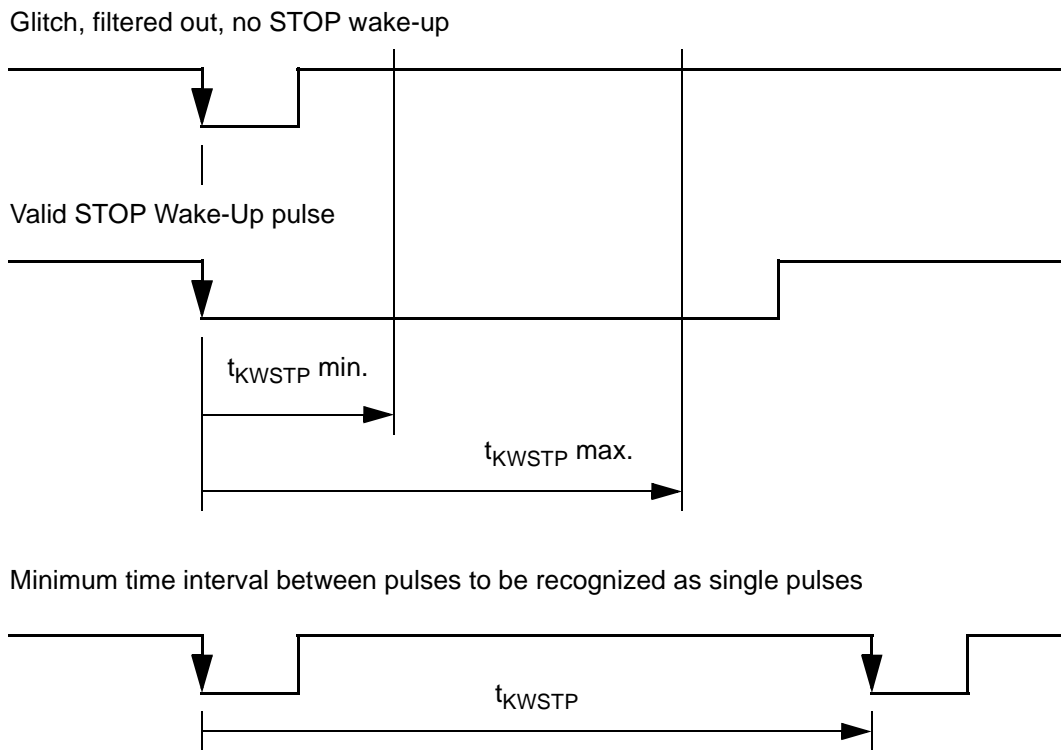 Glitch, filtered out, no STOP wake-up
Valid STOP Wake-Up pulse
tKWSTP min.
tKWSTP max.
Minimum time interval between pulses to be recognized as single pulses
tKWSTP